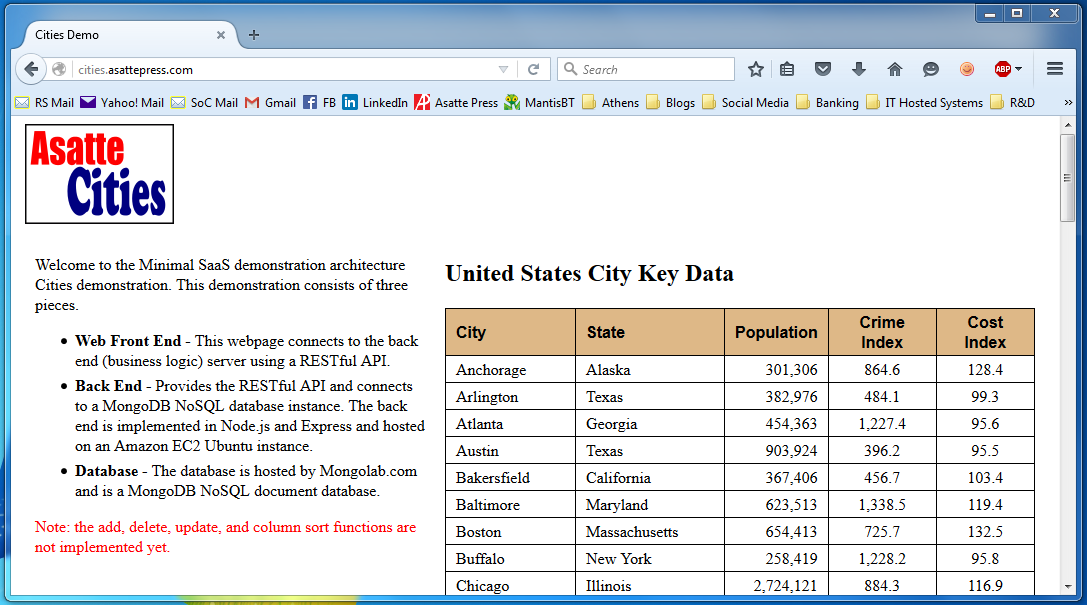 Cities Demo
cities.asattepress.com
Search
ABP
RS Mail Yahoo! Mail SoC Mail Gmail FB LinkedIn Asatte Press MantisBT Athens Blogs Social Media Banking IT Hosted Systems R&D »
Asatte
Cities
Welcome to the Minimal SaaS demonstration architecture
Cities demonstration. This demonstration consists of three
pieces.
• Web Front End - This webpage connects to the back
end (business logic) server using a RESTful API.
• Back End - Provides the RESTful API and connects
to a MongoDB NoSQL database instance. The back
end is implemented in Node.js and Express and hosted
on an Amazon EC2 Ubuntu instance.
• Database - The database is hosted by Mongolab.com
and is a MongoDB NoSQL document database.
Note: the add, delete, update, and column sort functions are
not implemented yet.
United States City Key Data
City State Population Crime Index Cost Index
Anchorage Alaska 301,306 864.6 128.4
Arlington Texas 382,976 484.1 99.3
Atlanta Georgia 454,363 1,227.4 95.6
Austin Texas 903,924 396.2 95.5
Bakersfield California 367,406 456.7 103.4
Baltimore Maryland 623,513 1,338.5 119.4
Boston Massachusetts 654,413 725.7 132.5
Buffalo New York 258,419 1,228.2 95.8
Chicago Illinois 2,724,121 884.3 116.9